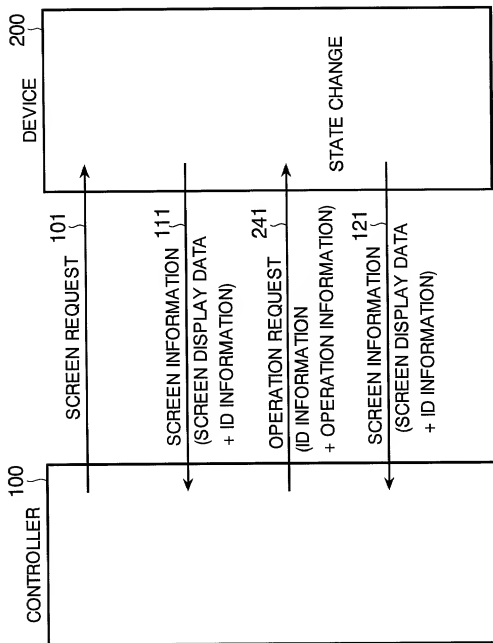 CONTROLLER
100
DEVICE
200
SCREEN REQUEST
101
SCREEN INFORMATION
(SCREEN DISPLAY DATA
+ ID INFORMATION)
111
OPERATION REQUEST
(ID INFORMATION
+ OPERATION INFORMATION)
241
STATE CHANGE
SCREEN INFORMATION
(SCREEN DISPLAY DATA
+ ID INFORMATION)
121